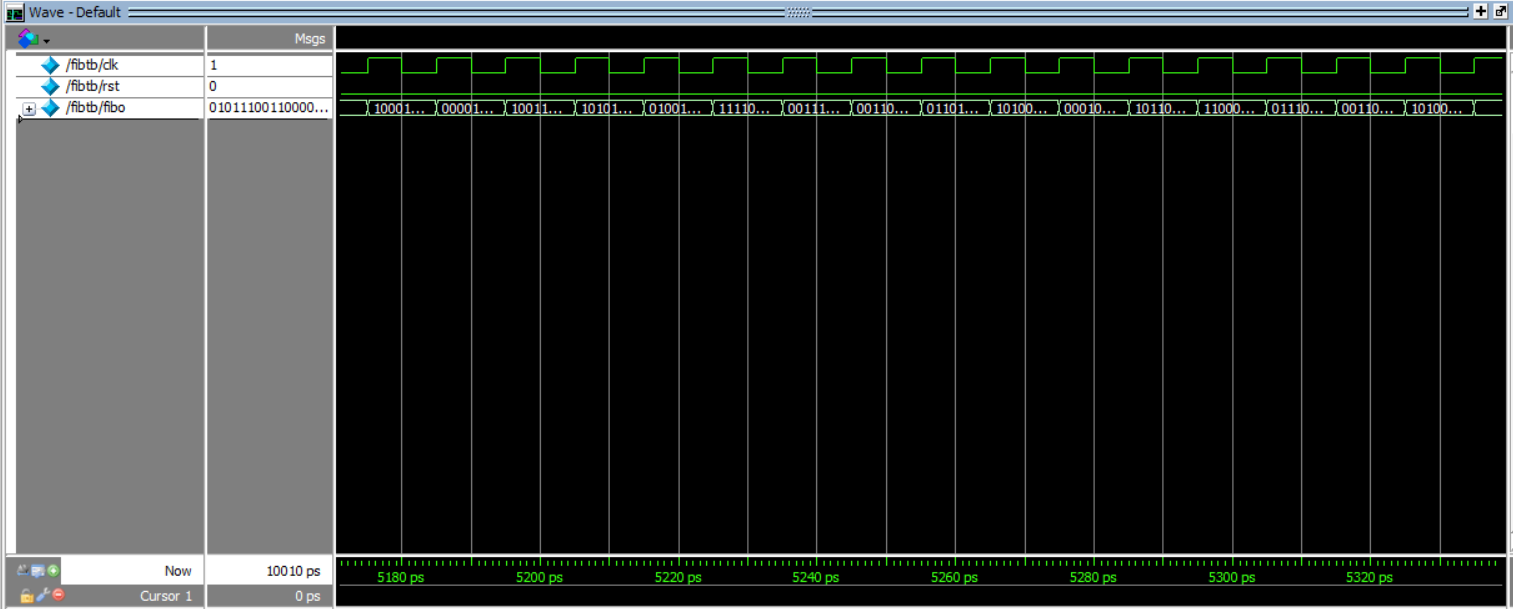 Wave - Default
Msgs
/fibtb/clk 1
/fibtb/rst 0
/fibtb/fibo 01011100110000... 10001... 00001... 10011... 10101... 01001... 11110... 00111... 00110... 01101... 10100... 00010... 10110... 11000... 01110... 00110... 10100...
Now 10010 ps 5180 ps 5200 ps 5220 ps 5240 ps 5260 ps 5280 ps 5300 ps 5320 ps
Cursor 1 0 ps